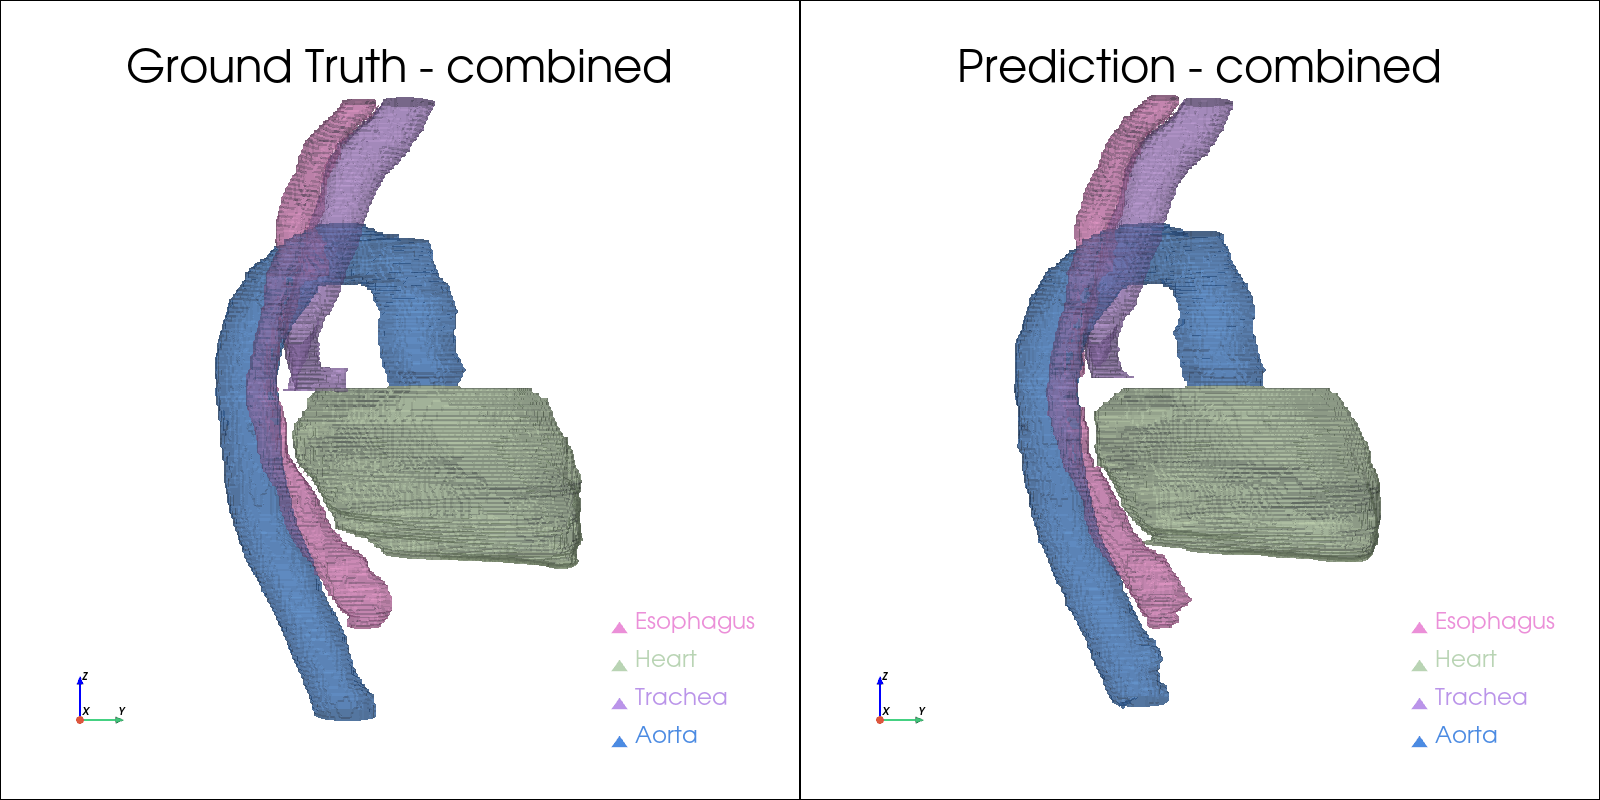 Ground Truth - combined
Esophagus
Heart
Trachea
Aorta
Z
X
Y
Prediction - combined
Esophagus
Heart
Trachea
Aorta
Z
X
Y